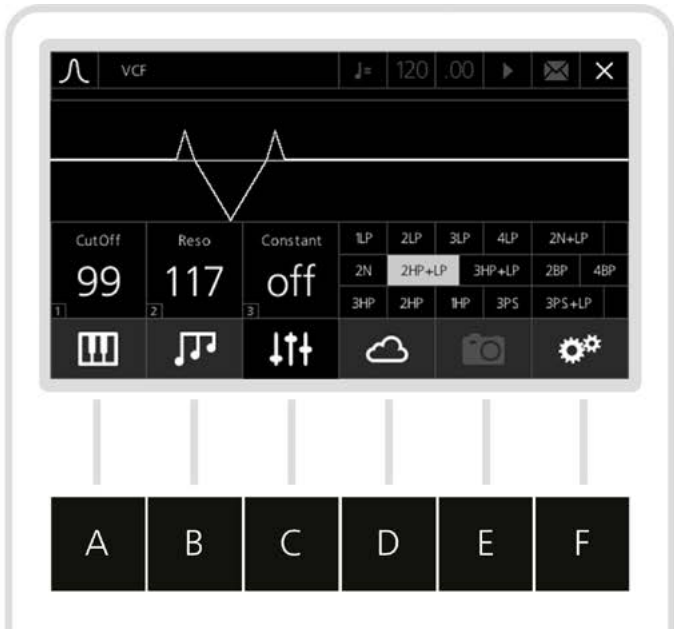 VCF ♩= 120 .00
CutOff Reso Constant 1LP 2LP 3LP 4LP 2N+LP
99 117 off 2N 2HP+LP 3HP+LP 2BP 4BP
1 2 3 3HP 2HP 1HP 3PS 3PS+LP
A B C D E F